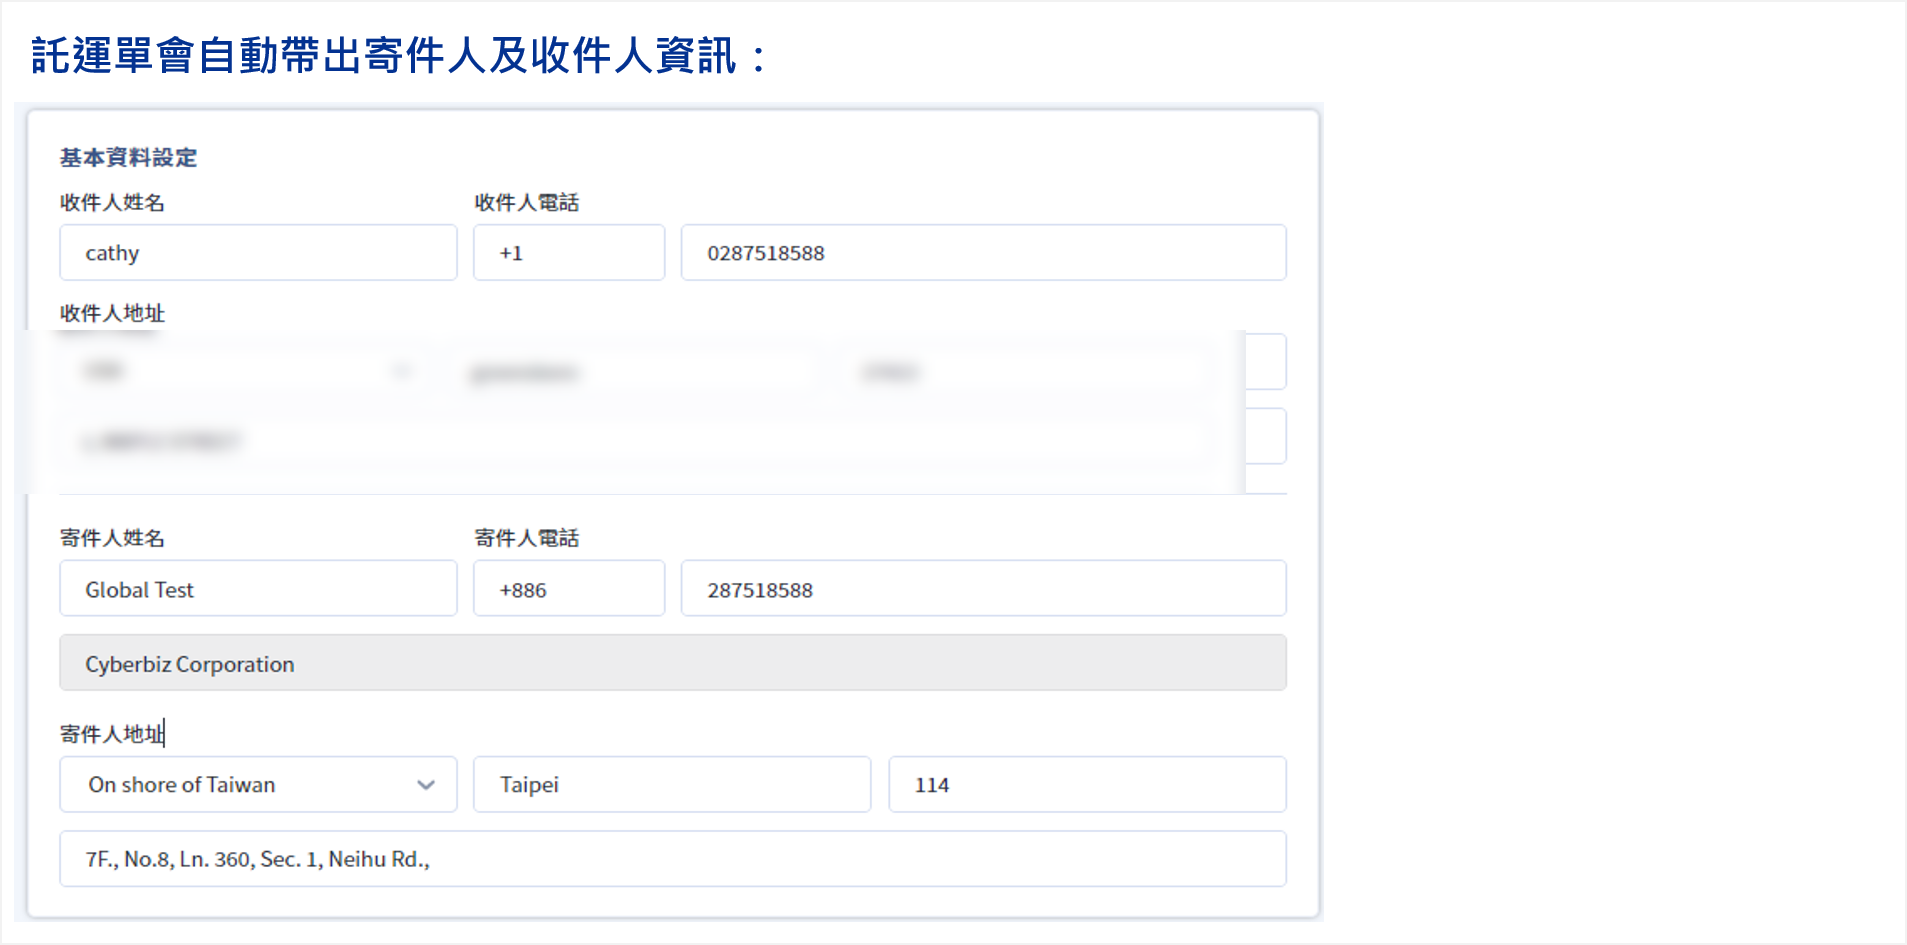 託運單會自動帶出寄件人及收件人資訊：
基本資料設定
收件人姓名 收件人電話
cathy +1 0287518588
收件人地址
寄件人姓名 寄件人電話
Global Test +886 287518588
Cyberbiz Corporation
寄件人地址
On shore of Taiwan Taipei 114
7F., No.8, Ln. 360, Sec. 1, Neihu Rd.,